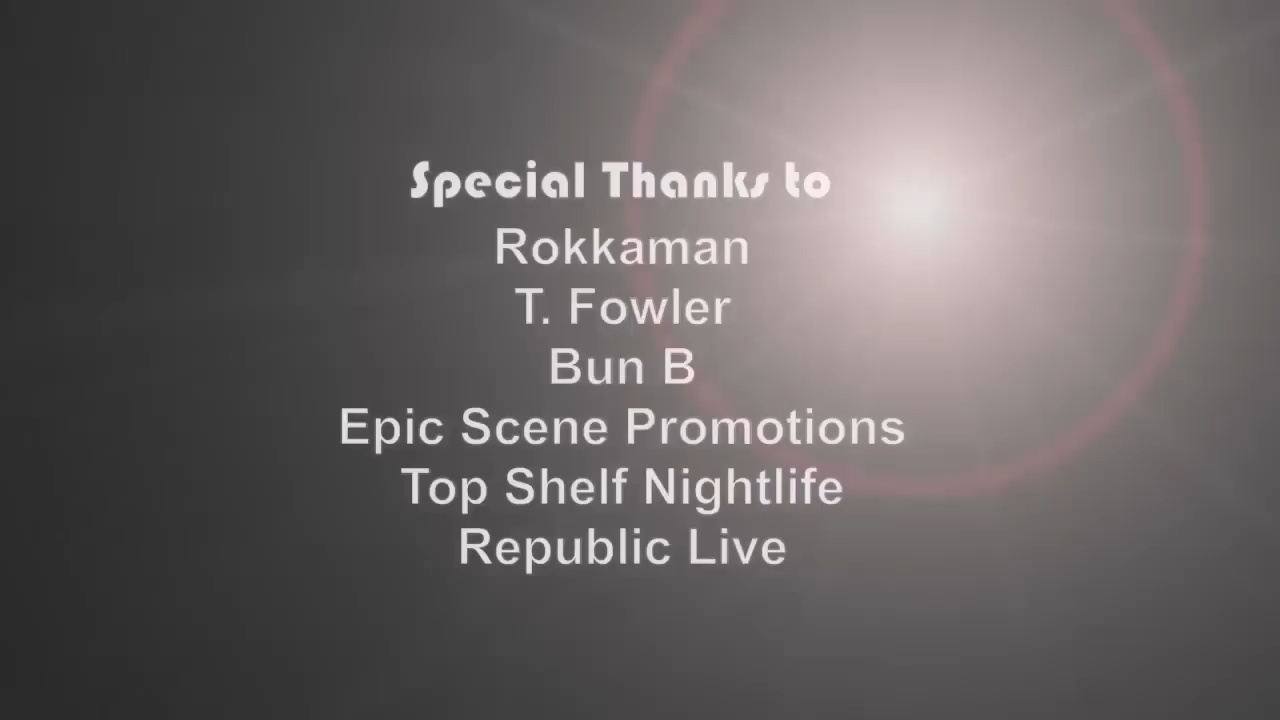 Special Thanks to
Rokkaman
T. Fowler
Bun B
Epic Scene Promotions
Top Shelf Nightlife
Republic Live